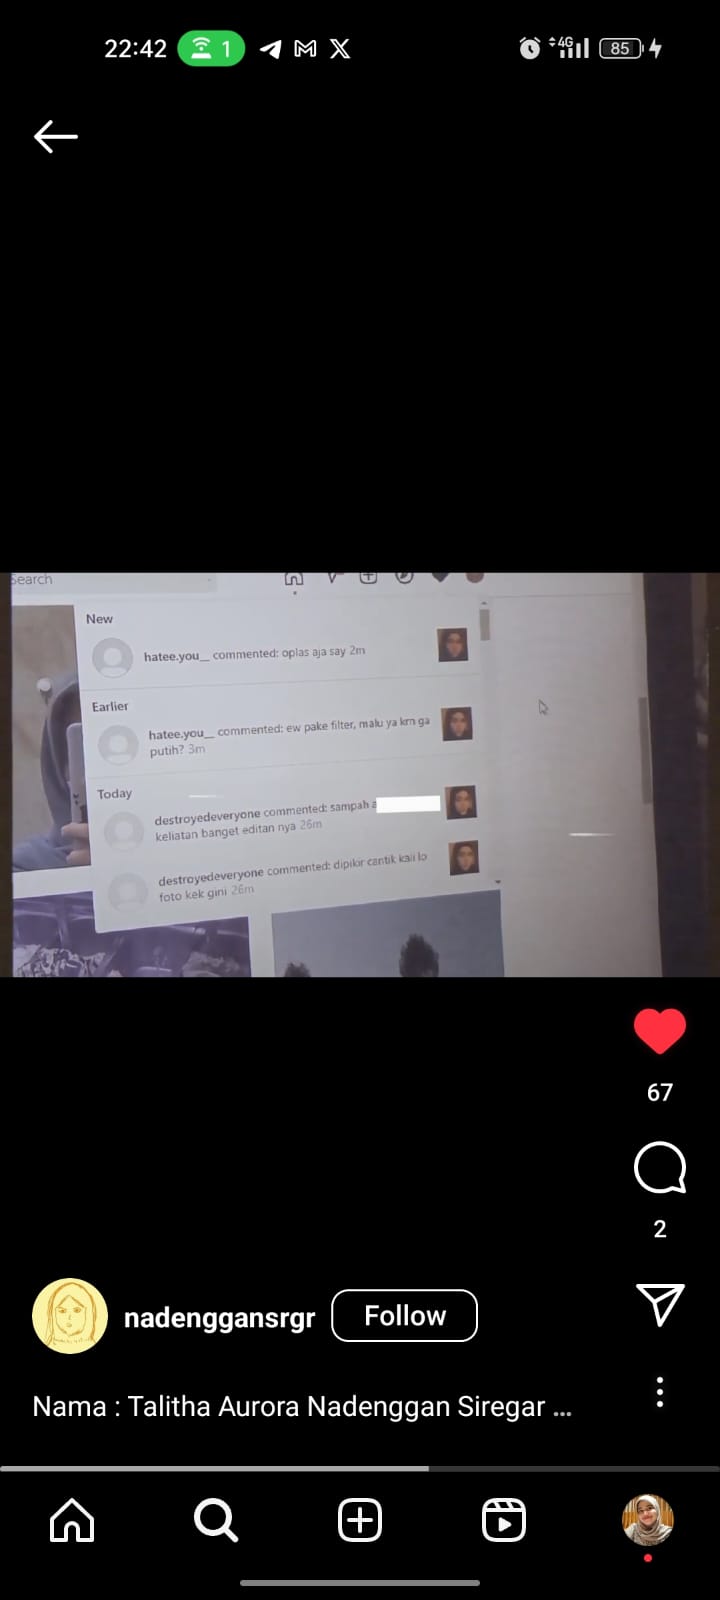 22:42
1
4G
85
Search
New
hatee.you__ commented: oplas aja say 2m
Earlier
hatee.you__ commented: ew pake filter, malu ya krn ga
putih? 3m
Today
destroyedeveryone commented: sampah
keliatan banget editan nya 26m
destroyedeveryone commented: dipikir cantik kali lo
foto kek gini 26m
67
2
nadenggansrgr
Follow
Nama : Talitha Aurora Nadenggan Siregar ...